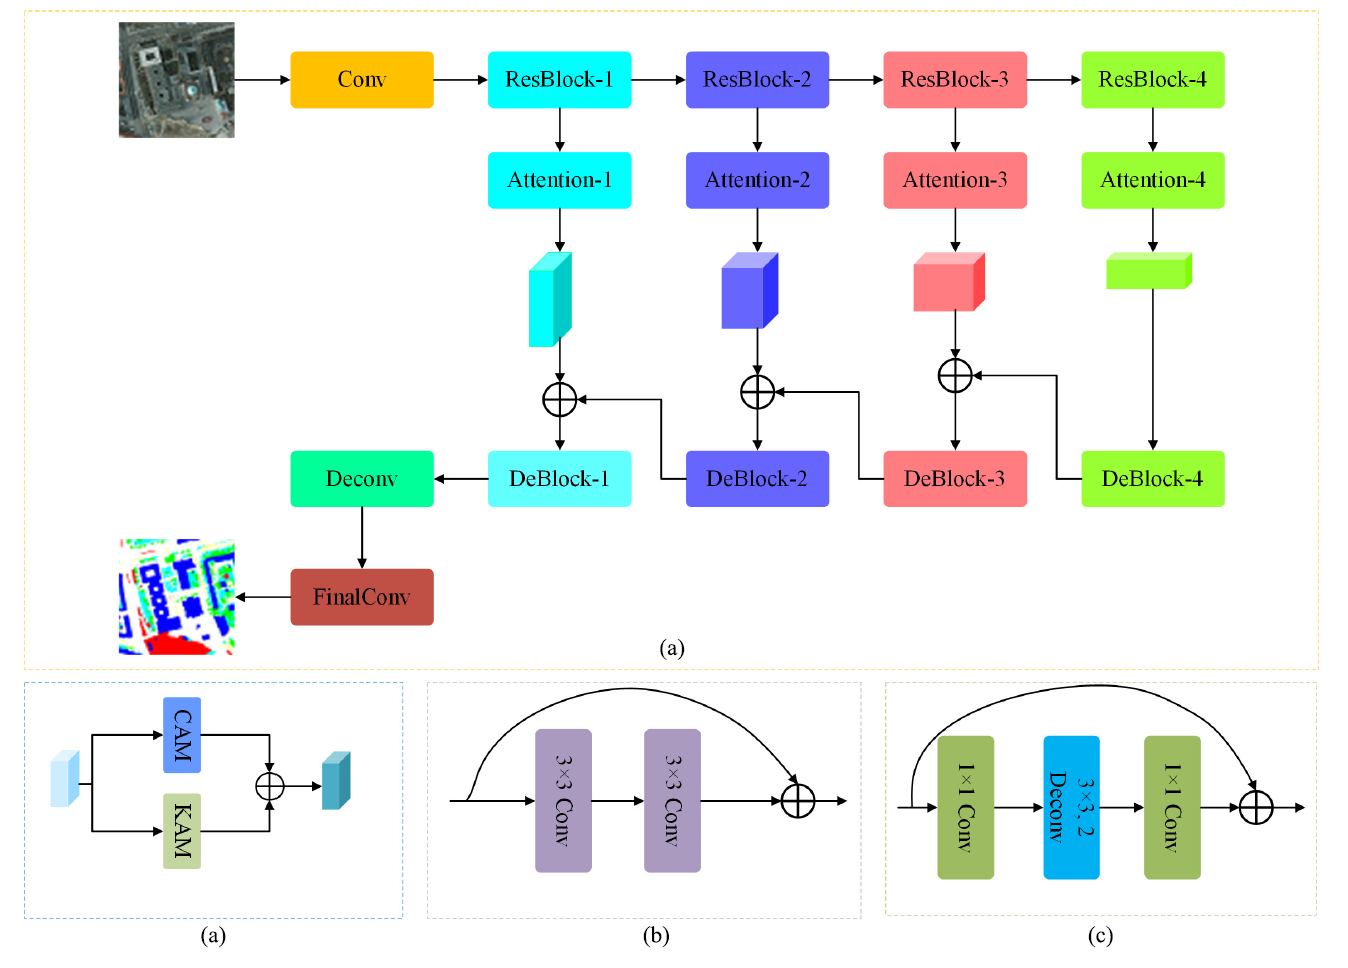 Conv
ResBlock-1
ResBlock-2
ResBlock-3
ResBlock-4
Attention-1
Attention-2
Attention-3
Attention-4
Deconv
DeBlock-1
DeBlock-2
DeBlock-3
DeBlock-4
FinalConv
(a)
CAM
KAM
(a)
3×3 Conv
3×3 Conv
(b)
1×1 Conv
3×3, 2
Deconv
1×1 Conv
(c)